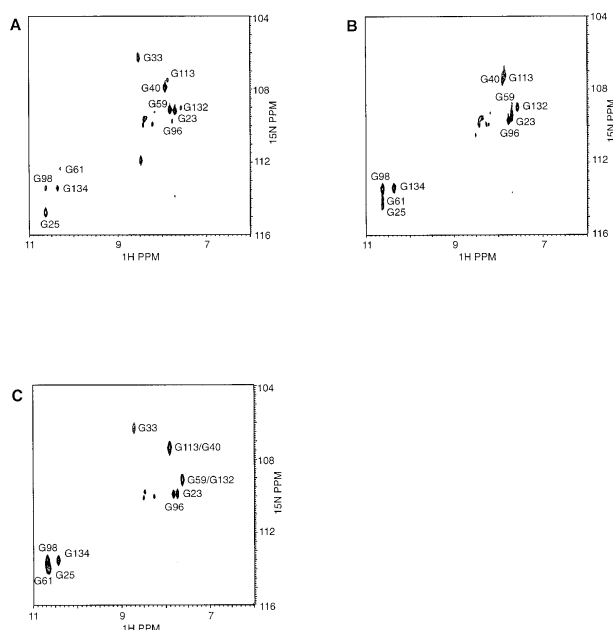 A
104
G33
G113
G40
108
G59
G132
G23
G96
15N PPM
G61
112
G98
G134
G25
116
11
9
7
1H PPM
B
104
G40
G113
108
G59
G132
G23
G96
15N PPM
112
G98
G134
G61
G25
116
11
9
7
1H PPM
C
104
G33
G113/G40
108
G59/G132
G23
G96
15N PPM
112
G98
G134
G61
G25
116
11
9
7
1H PPM